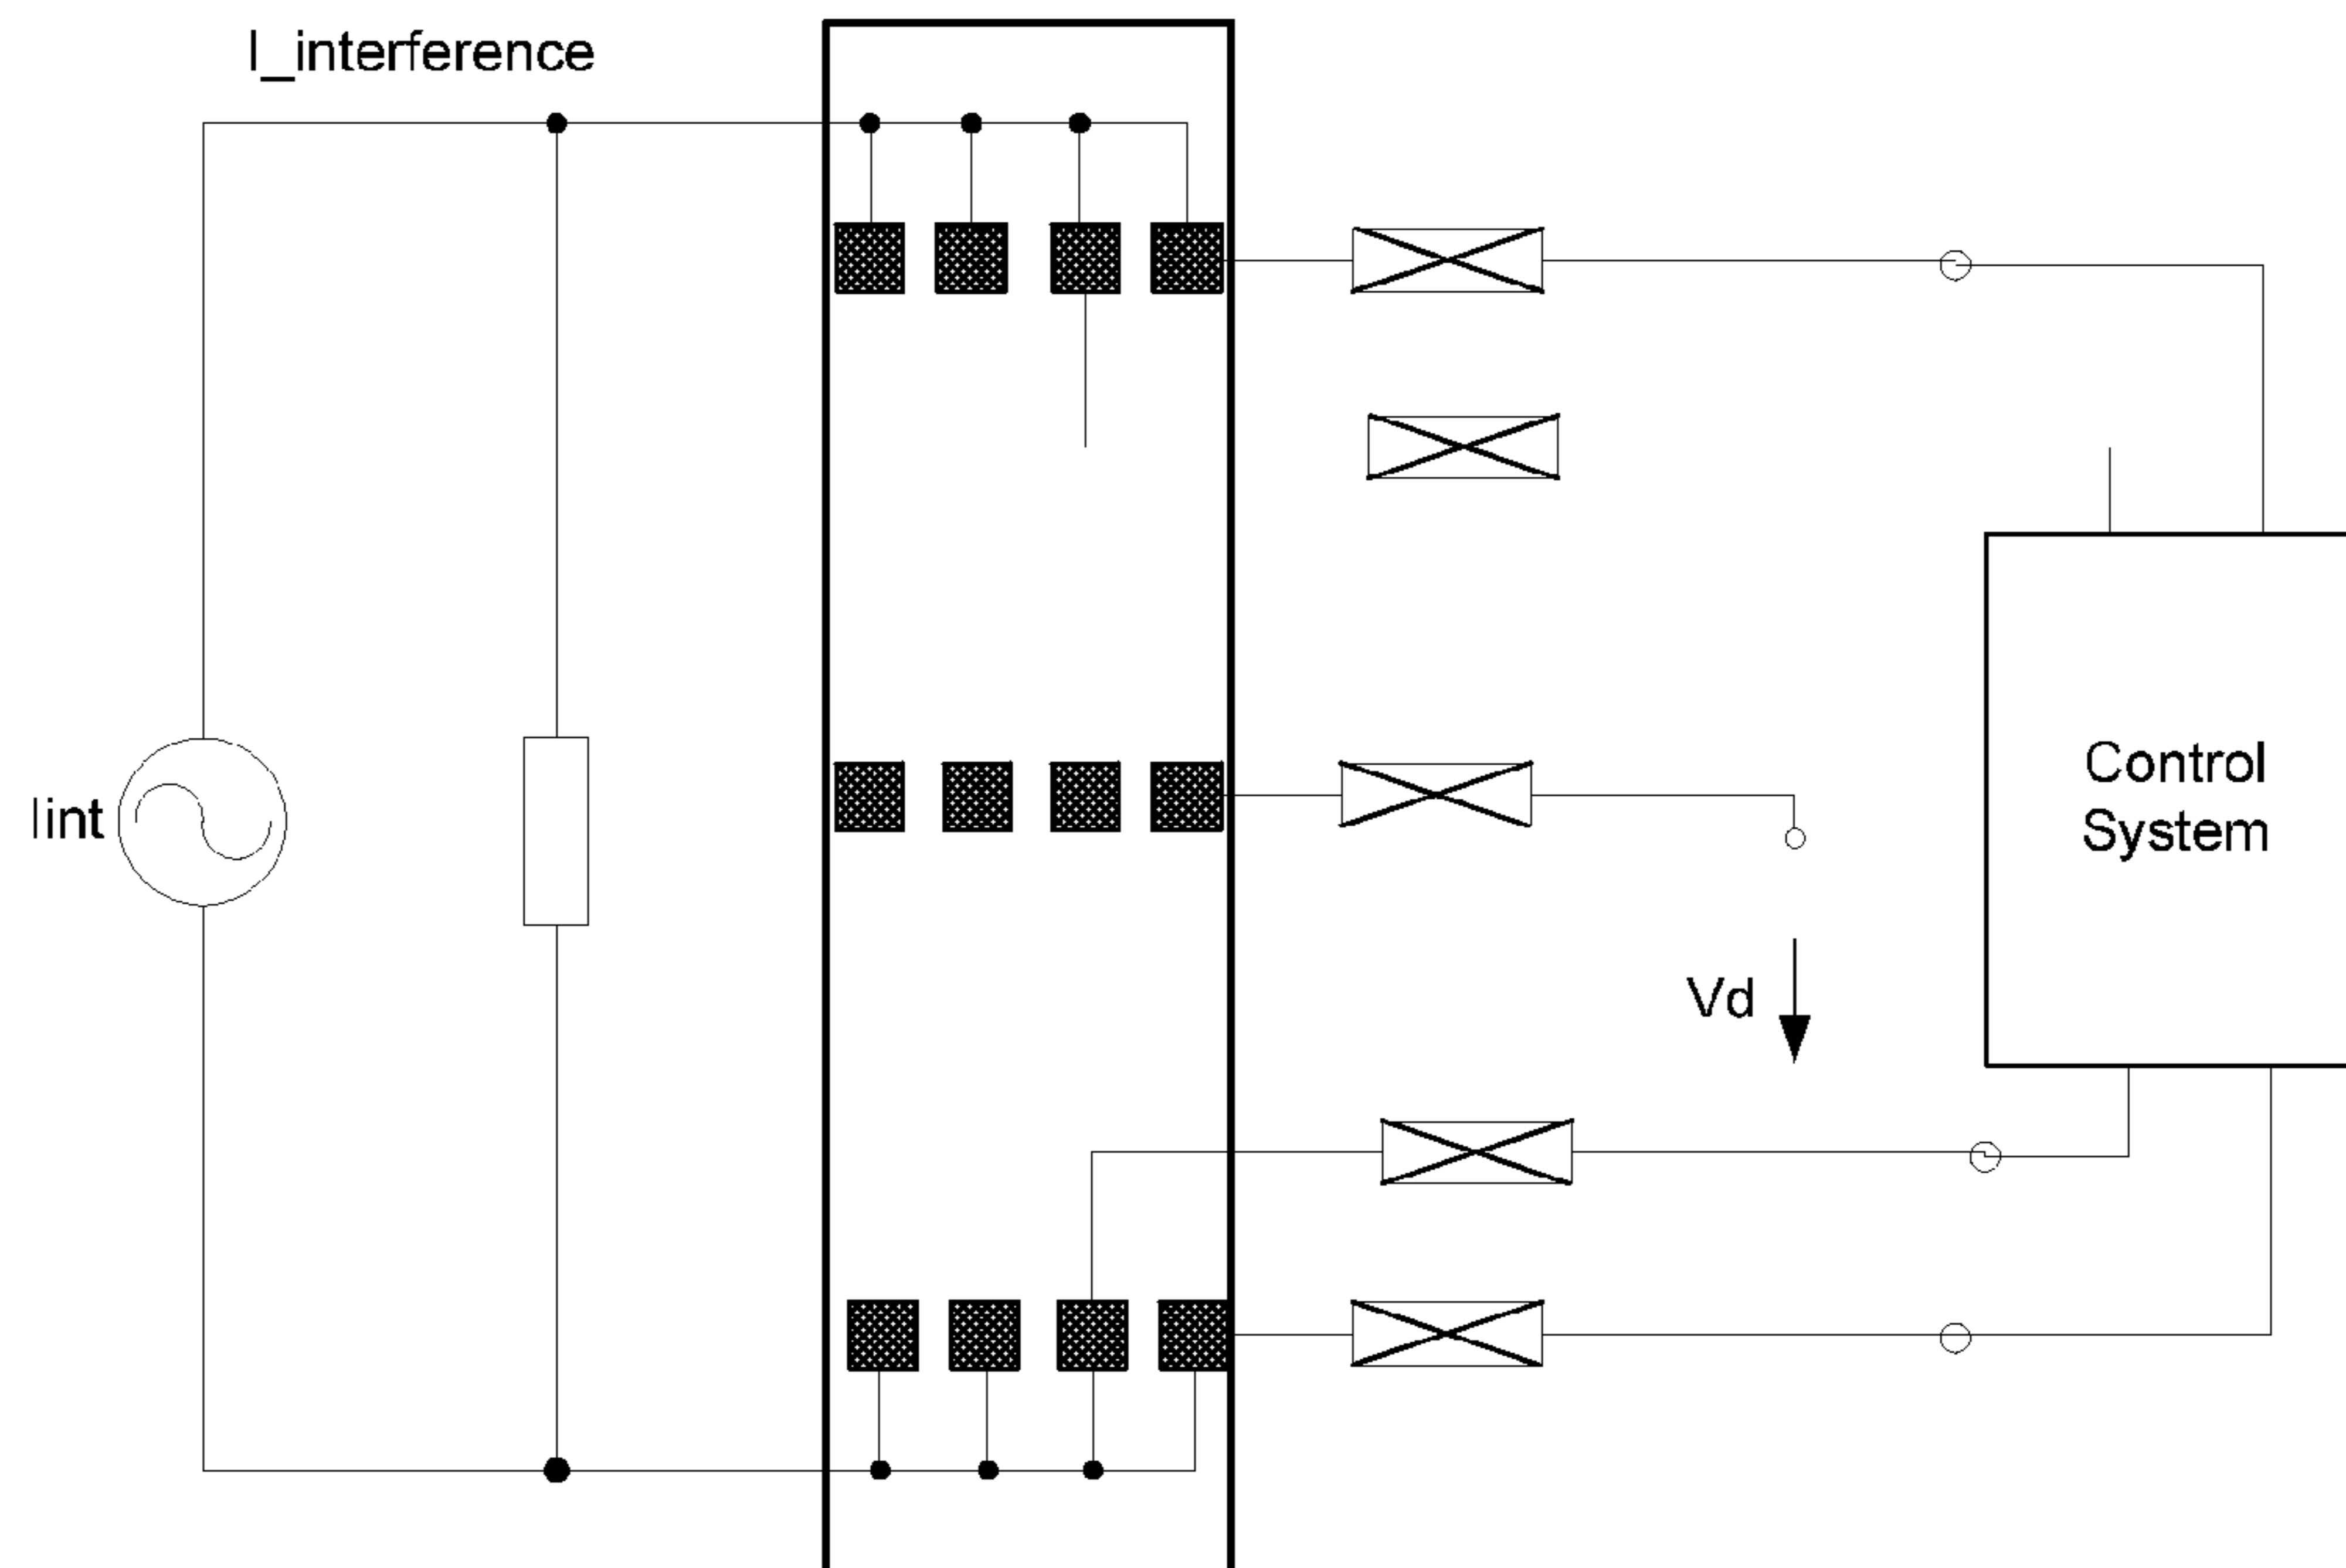 I_interference
Iint
Control
System
Vd